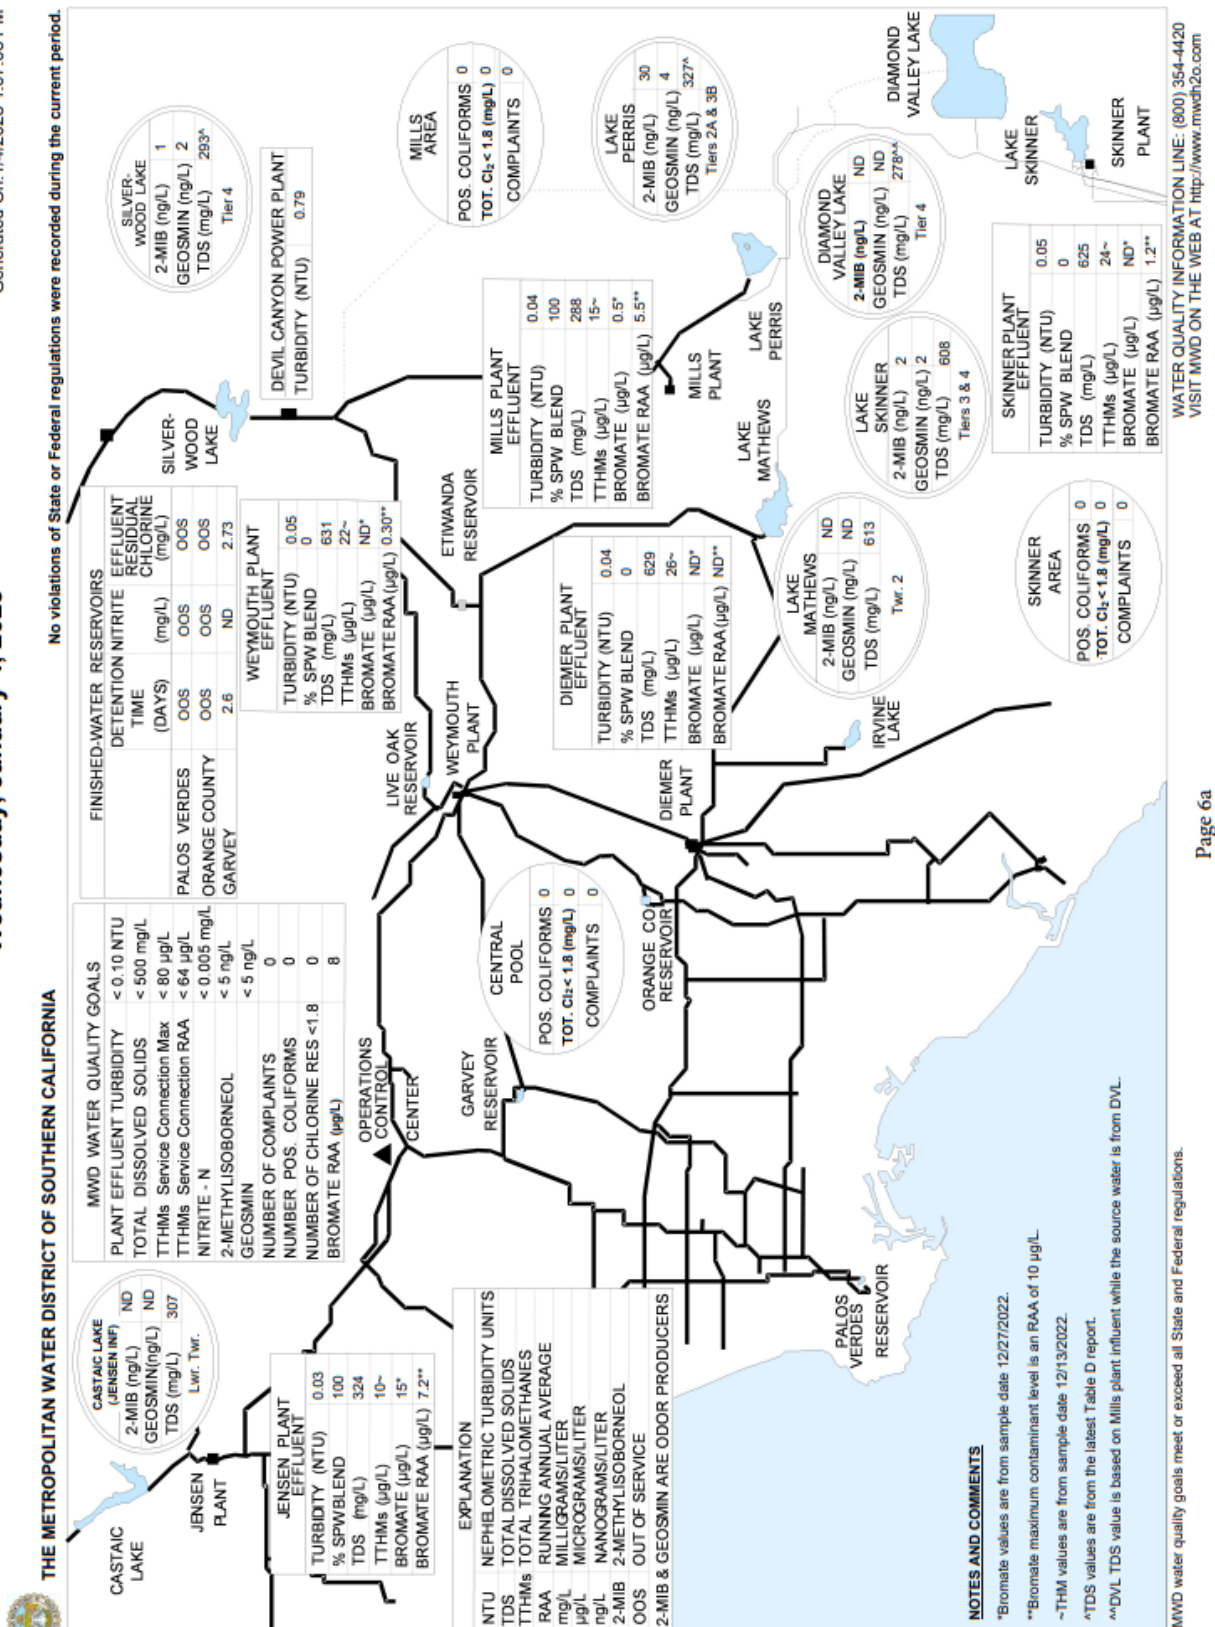 THE METROPOLITAN WATER DISTRICT OF SOUTHERN CALIFORNIA
No violations of State or Federal regulations were recorded during the current period.
CASTAIC LAKE
(JENSEN INF)
2-MIB (ng/L) ND
GEOSMIN(ng/L) ND
TDS (mg/L) 307
Lwr. Twr.
CASTAIC
LAKE
JENSEN
PLANT
MWD WATER QUALITY GOALS
PLANT EFFLUENT TURBIDITY < 0.10 NTU
TOTAL DISSOLVED SOLIDS < 500 mg/L
TTHMs Service Connection Max < 80 µg/L
TTHMs Service Connection RAA < 64 µg/L
NITRITE - N < 0.005 mg/L
2-METHYLISOBORNEOL < 5 ng/L
GEOSMIN < 5 ng/L
NUMBER OF COMPLAINTS 0
NUMBER POS. COLIFORMS 0
NUMBER OF CHLORINE RES <1.8 0
BROMATE RAA (µg/L) 8
FINISHED-WATER RESERVOIRS
DETENTION TIME (DAYS) NITRITE (mg/L) EFFLUENT RESIDUAL CHLORINE (mg/L)
PALOS VERDES OOS OOS OOS
ORANGE COUNTY OOS OOS OOS
GARVEY 2.6 ND 2.73
SILVER-
WOOD
LAKE
SILVER-
WOOD LAKE
2-MIB (ng/L) 1
GEOSMIN (ng/L) 2
TDS (mg/L) 293^
Tier 4
DEVIL CANYON POWER PLANT
TURBIDITY (NTU) 0.79
JENSEN PLANT
EFFLUENT
TURBIDITY (NTU) 0.03
% SPW BLEND 100
TDS (mg/L) 324
TTHMs (µg/L) 10~
BROMATE (µg/L) 15*
BROMATE RAA (µg/L) 7.2**
OPERATIONS
CONTROL
CENTER
LIVE OAK
RESERVOIR
WEYMOUTH
PLANT
WEYMOUTH PLANT
EFFLUENT
TURBIDITY (NTU) 0.05
% SPW BLEND 0
TDS (mg/L) 631
TTHMs (µg/L) 22~
BROMATE (µg/L) ND*
BROMATE RAA (µg/L) 0.30**
ETIWANDA
RESERVOIR
MILLS
AREA
POS. COLIFORMS 0
TOT. Cl₂ < 1.8 (mg/L) 0
COMPLAINTS 0
EXPLANATION
NTU NEPHELOMETRIC TURBIDITY UNITS
TDS TOTAL DISSOLVED SOLIDS
TTHMs TOTAL TRIHALOMETHANES
RAA RUNNING ANNUAL AVERAGE
mg/L MILLIGRAMS/LITER
µg/L MICROGRAMS/LITER
ng/L NANOGRAMS/LITER
2-MIB 2-METHYLISOBORNEOL
OOS OUT OF SERVICE
2-MIB & GEOSMIN ARE ODOR PRODUCERS
GARVEY
RESERVOIR
CENTRAL
POOL
POS. COLIFORMS 0
TOT. Cl₂ < 1.8 (mg/L) 0
COMPLAINTS 0
MILLS PLANT
EFFLUENT
TURBIDITY (NTU) 0.04
% SPW BLEND 100
TDS (mg/L) 288
TTHMs (µg/L) 15~
BROMATE (µg/L) 0.5*
BROMATE RAA (µg/L) 5.5**
LAKE
PERRIS
2-MIB (ng/L) 30
GEOSMIN (ng/L) 4
TDS (mg/L) 327^
Tiers 2A & 3B
DIEMER PLANT
EFFLUENT
TURBIDITY (NTU) 0.04
% SPW BLEND 0
TDS (mg/L) 629
TTHMs (µg/L) 26~
BROMATE (µg/L) ND*
BROMATE RAA (µg/L) ND**
ORANGE CO
RESERVOIR
DIEMER
PLANT
MILLS
PLANT
LAKE
PERRIS
LAKE
MATHEWS
LAKE
MATHEWS
2-MIB (ng/L) ND
GEOSMIN (ng/L) ND
TDS (mg/L) 613
Twr. 2
DIAMOND
VALLEY LAKE
2-MIB (ng/L) ND
GEOSMIN (ng/L) ND
TDS (mg/L) 278^^
Tier 4
DIAMOND
VALLEY LAKE
PALOS
VERDES
RESERVOIR
IRVINE
LAKE
LAKE
SKINNER
2-MIB (ng/L) 2
GEOSMIN (ng/L) 2
TDS (mg/L) 608
Tiers 3 & 4
LAKE
SKINNER
SKINNER
PLANT
SKINNER PLANT
EFFLUENT
TURBIDITY (NTU) 0.05
% SPW BLEND 0
TDS (mg/L) 625
TTHMs (µg/L) 24~
BROMATE (µg/L) ND*
BROMATE RAA (µg/L) 1.2**
SKINNER
AREA
POS. COLIFORMS 0
TOT. Cl₂ < 1.8 (mg/L) 0
COMPLAINTS 0
NOTES AND COMMENTS
*Bromate values are from sample date 12/27/2022.
**Bromate maximum contaminant level is an RAA of 10 µg/L.
~THM values are from sample date 12/13/2022.
^TDS values are from the latest Table D report.
^^DVL TDS value is based on Mills plant influent while the source water is from DVL.
MWD water quality goals meet or exceed all State and Federal regulations.
WATER QUALITY INFORMATION LINE: (800) 354-4420
VISIT MWD ON THE WEB AT http://www.mwdh2o.com
Page 6a